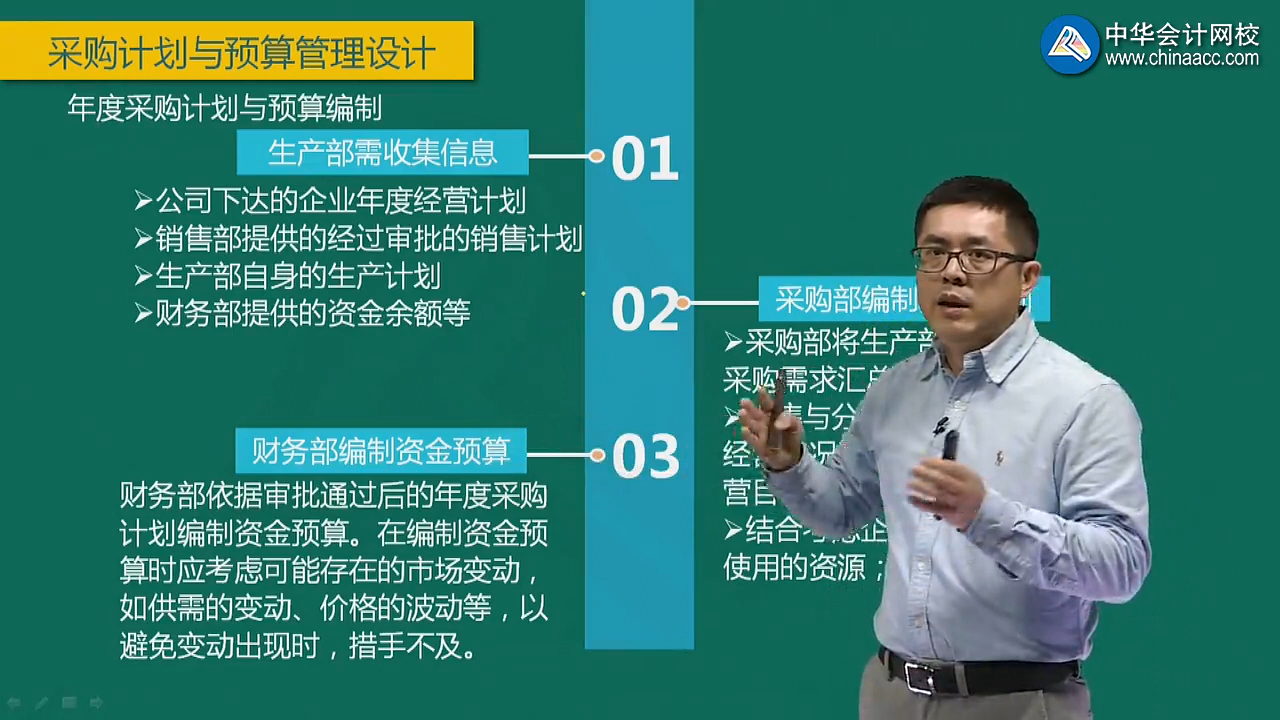 采购计划与预算管理设计
中华会计网校
www.chinaacc.com
年度采购计划与预算编制
生产部需收集信息
01
➢公司下达的企业年度经营计划
➢销售部提供的经过审批的销售计划
➢生产部自身的生产计划
➢财务部提供的资金余额等
02
采购部编制
➢采购部将生产部
采购需求汇总
与分
经
营目
➢结合考虑企
使用的资源；
03
财务部编制资金预算
财务部依据审批通过后的年度采购
计划编制资金预算。在编制资金预
算时应考虑可能存在的市场变动，
如供需的变动、价格的波动等，以
避免变动出现时，措手不及。